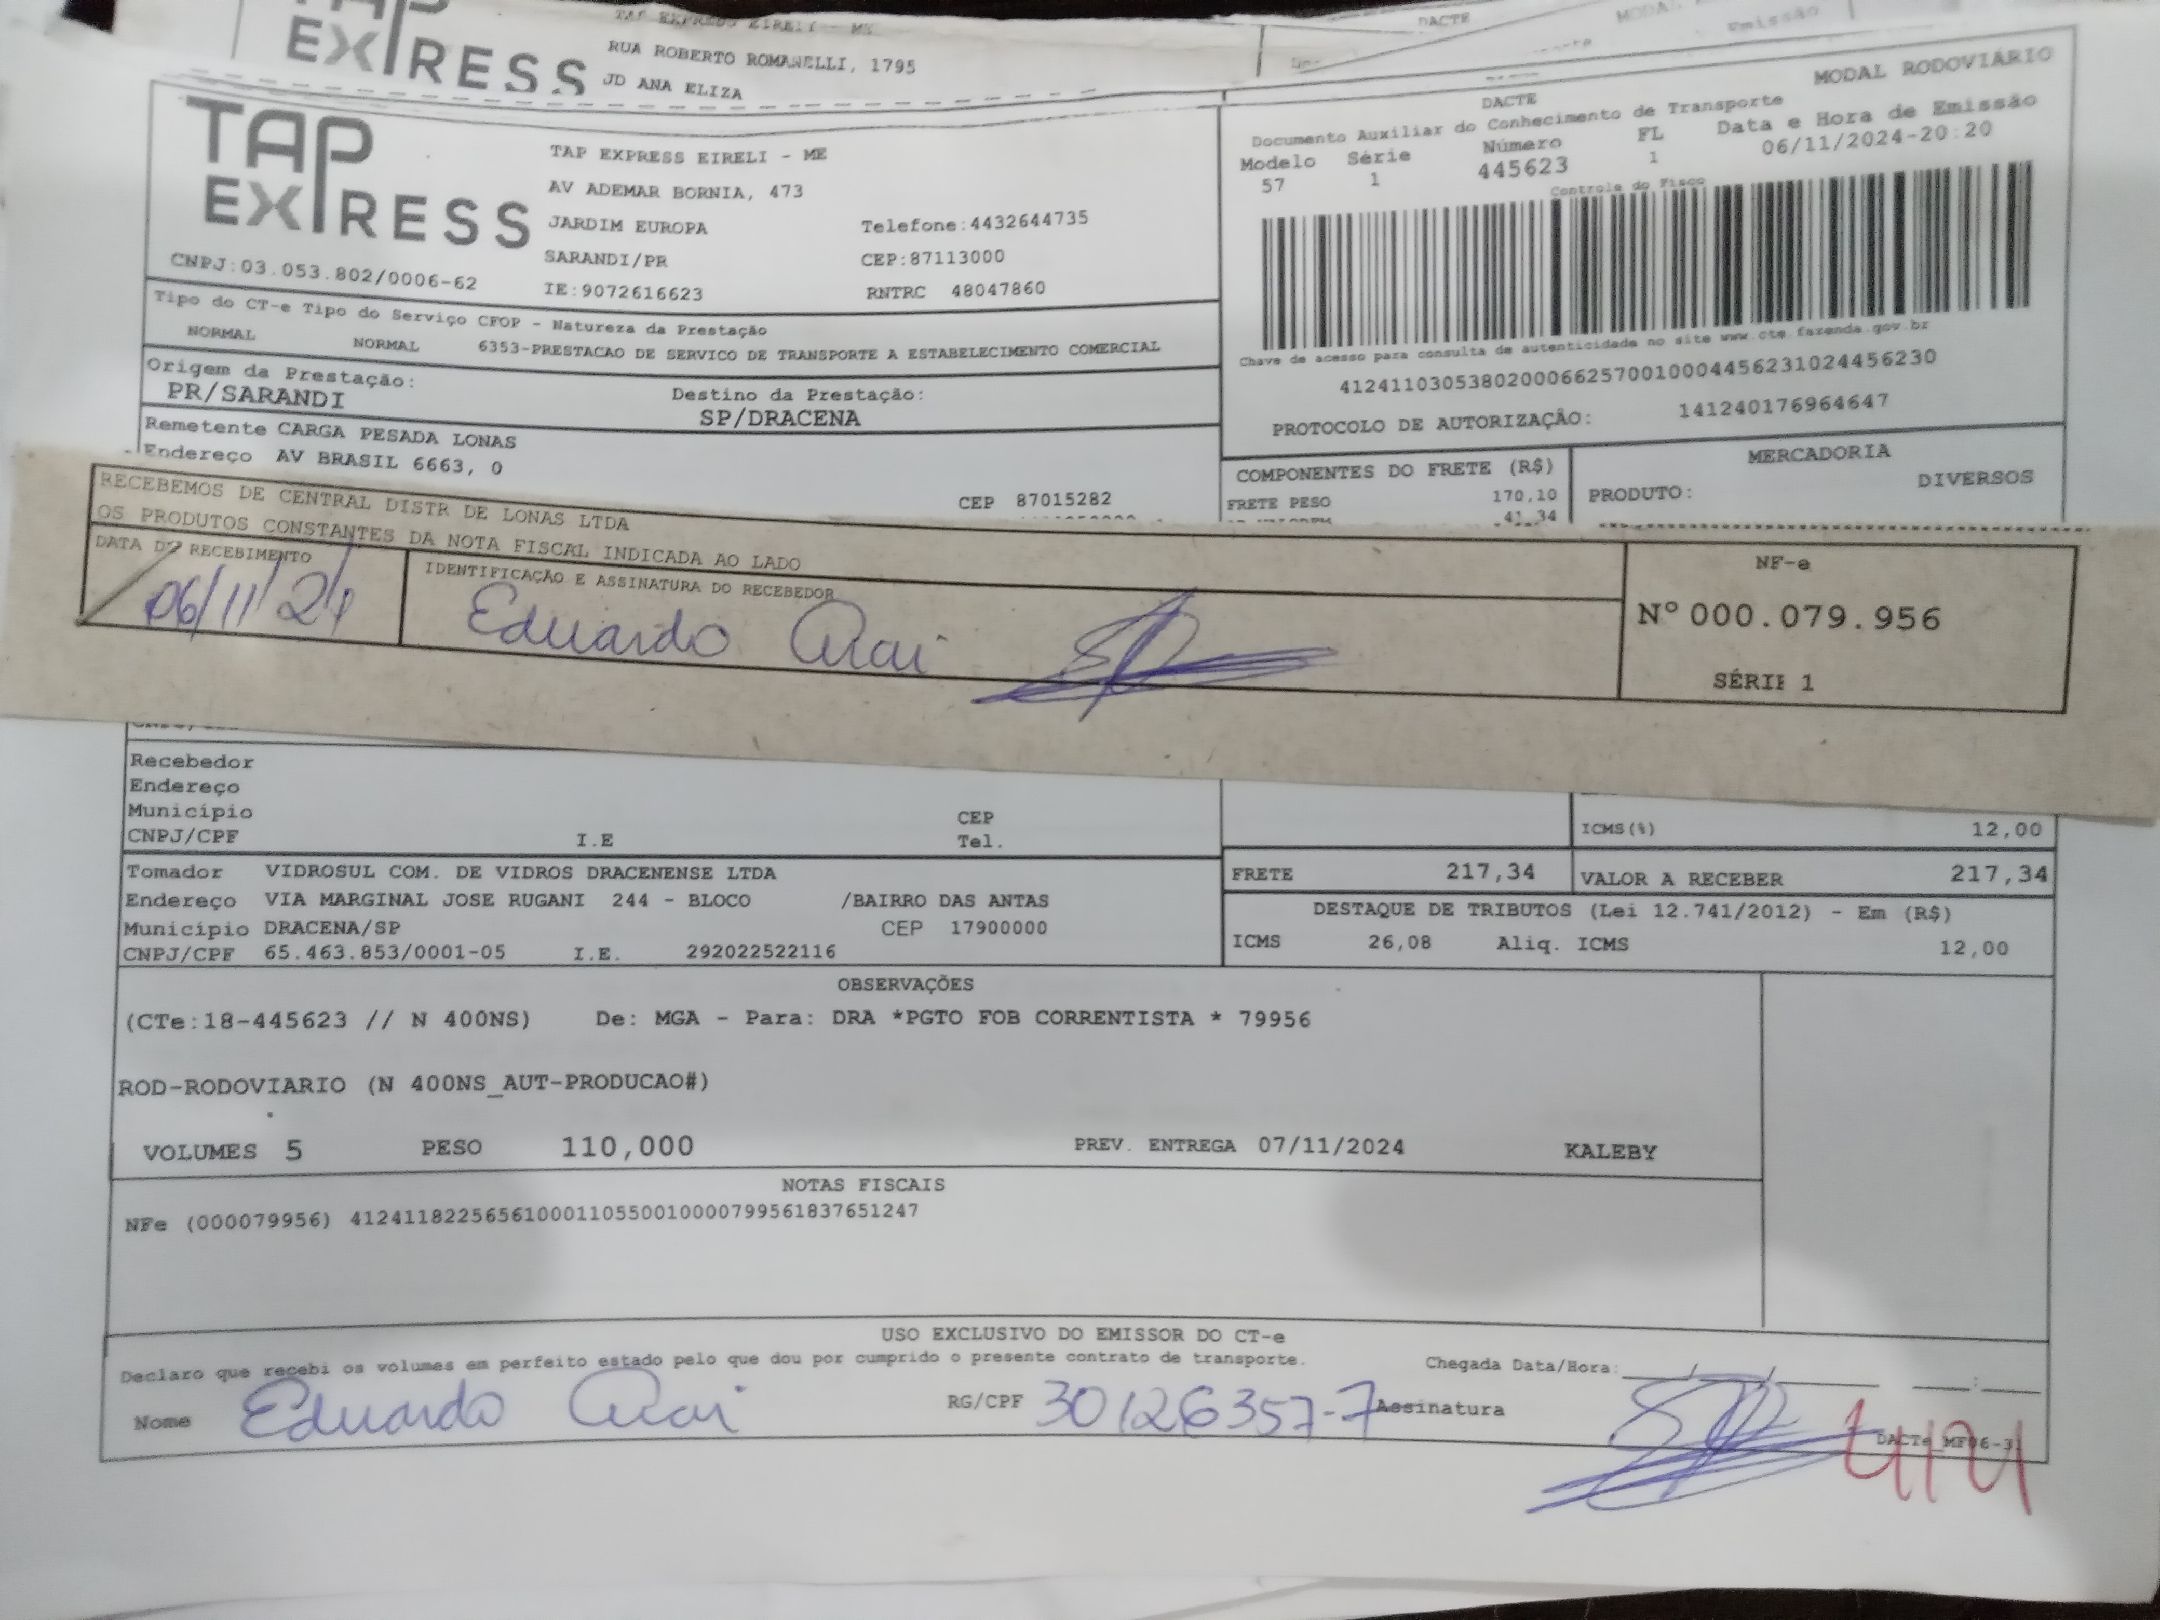 TAP
EXPRESS
TAP EXPRESS EIRELI - ME
RUA ROBERTO ROMANELLI, 1795
JD ANA ELIZA
DACTE
Emissão
TAP
EXPRESS
CNPJ:03.053.802/0006-62
TAP EXPRESS EIRELI - ME
AV ADEMAR BORNIA, 473
JARDIM EUROPA Telefone:4432644735
SARANDI/PR CEP:87113000
IE:9072616623 RNTRC 48047860
MODAL RODOVIÁRIO
DACTE
Documento Auxiliar do Conhecimento de Transporte
Modelo Série Número FL Data e Hora de Emissão
57 1 445623 1 06/11/2024-20:20
Controle do Fisco
Chave de acesso para consulta de autenticidade no site www.cte.fazenda.gov.br
41241103053802000662570010004456231024456230
PROTOCOLO DE AUTORIZAÇÃO: 141240176964647
Tipo do CT-e Tipo do Serviço CFOP - Natureza da Prestação
NORMAL NORMAL 6353-PRESTACAO DE SERVICO DE TRANSPORTE A ESTABELECIMENTO COMERCIAL
Origem da Prestação: Destino da Prestação:
PR/SARANDI SP/DRACENA
Remetente CARGA PESADA LONAS
Endereço AV BRASIL 6663, 0
CEP 87015282
COMPONENTES DO FRETE (R$) MERCADORIA
FRETE PESO 170,10 PRODUTO: DIVERSOS
41,34
RECEBEMOS DE CENTRAL DISTR DE LONAS LTDA
OS PRODUTOS CONSTANTES DA NOTA FISCAL INDICADA AO LADO
DATA DO RECEBIMENTO IDENTIFICAÇÃO E ASSINATURA DO RECEBEDOR
06/11/24 Eduardo
NF-e
Nº 000.079.956
SÉRIE 1
Recebedor
Endereço
Município CEP
CNPJ/CPF I.E Tel.
ICMS(%) 12,00
Tomador VIDROSUL COM. DE VIDROS DRACENENSE LTDA
Endereço VIA MARGINAL JOSE RUGANI 244 - BLOCO /BAIRRO DAS ANTAS
Município DRACENA/SP CEP 17900000
CNPJ/CPF 65.463.853/0001-05 I.E. 292022522116
FRETE 217,34 VALOR A RECEBER 217,34
DESTAQUE DE TRIBUTOS (Lei 12.741/2012) - Em (R$)
ICMS 26,08 Aliq. ICMS 12,00
OBSERVAÇÕES
(CTe:18-445623 // N 400NS) De: MGA - Para: DRA *PGTO FOB CORRENTISTA * 79956
ROD-RODOVIARIO (N 400NS_AUT-PRODUCAO#)
VOLUMES 5 PESO 110,000 PREV. ENTREGA 07/11/2024 KALEBY
NOTAS FISCAIS
NFe (000079956) 41241182256561000110550010000799561837651247
USO EXCLUSIVO DO EMISSOR DO CT-e
Declaro que recebi os volumes em perfeito estado pelo que dou por cumprido o presente contrato de transporte. Chegada Data/Hora:
Nome Eduardo RG/CPF 30126357-7 Assinatura